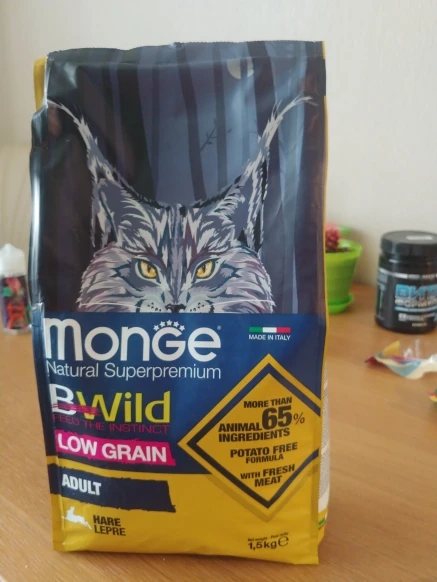 Monge
MADE IN ITALY
Natural Superpremium
BWild
FEED THE INSTINCT
LOW GRAIN
ADULT
HARE
LEPRE
MORE THAN
ANIMAL 65%
INGREDIENTS
POTATO FREE
FORMULA
WITH FRESH
MEAT
1,5kg e